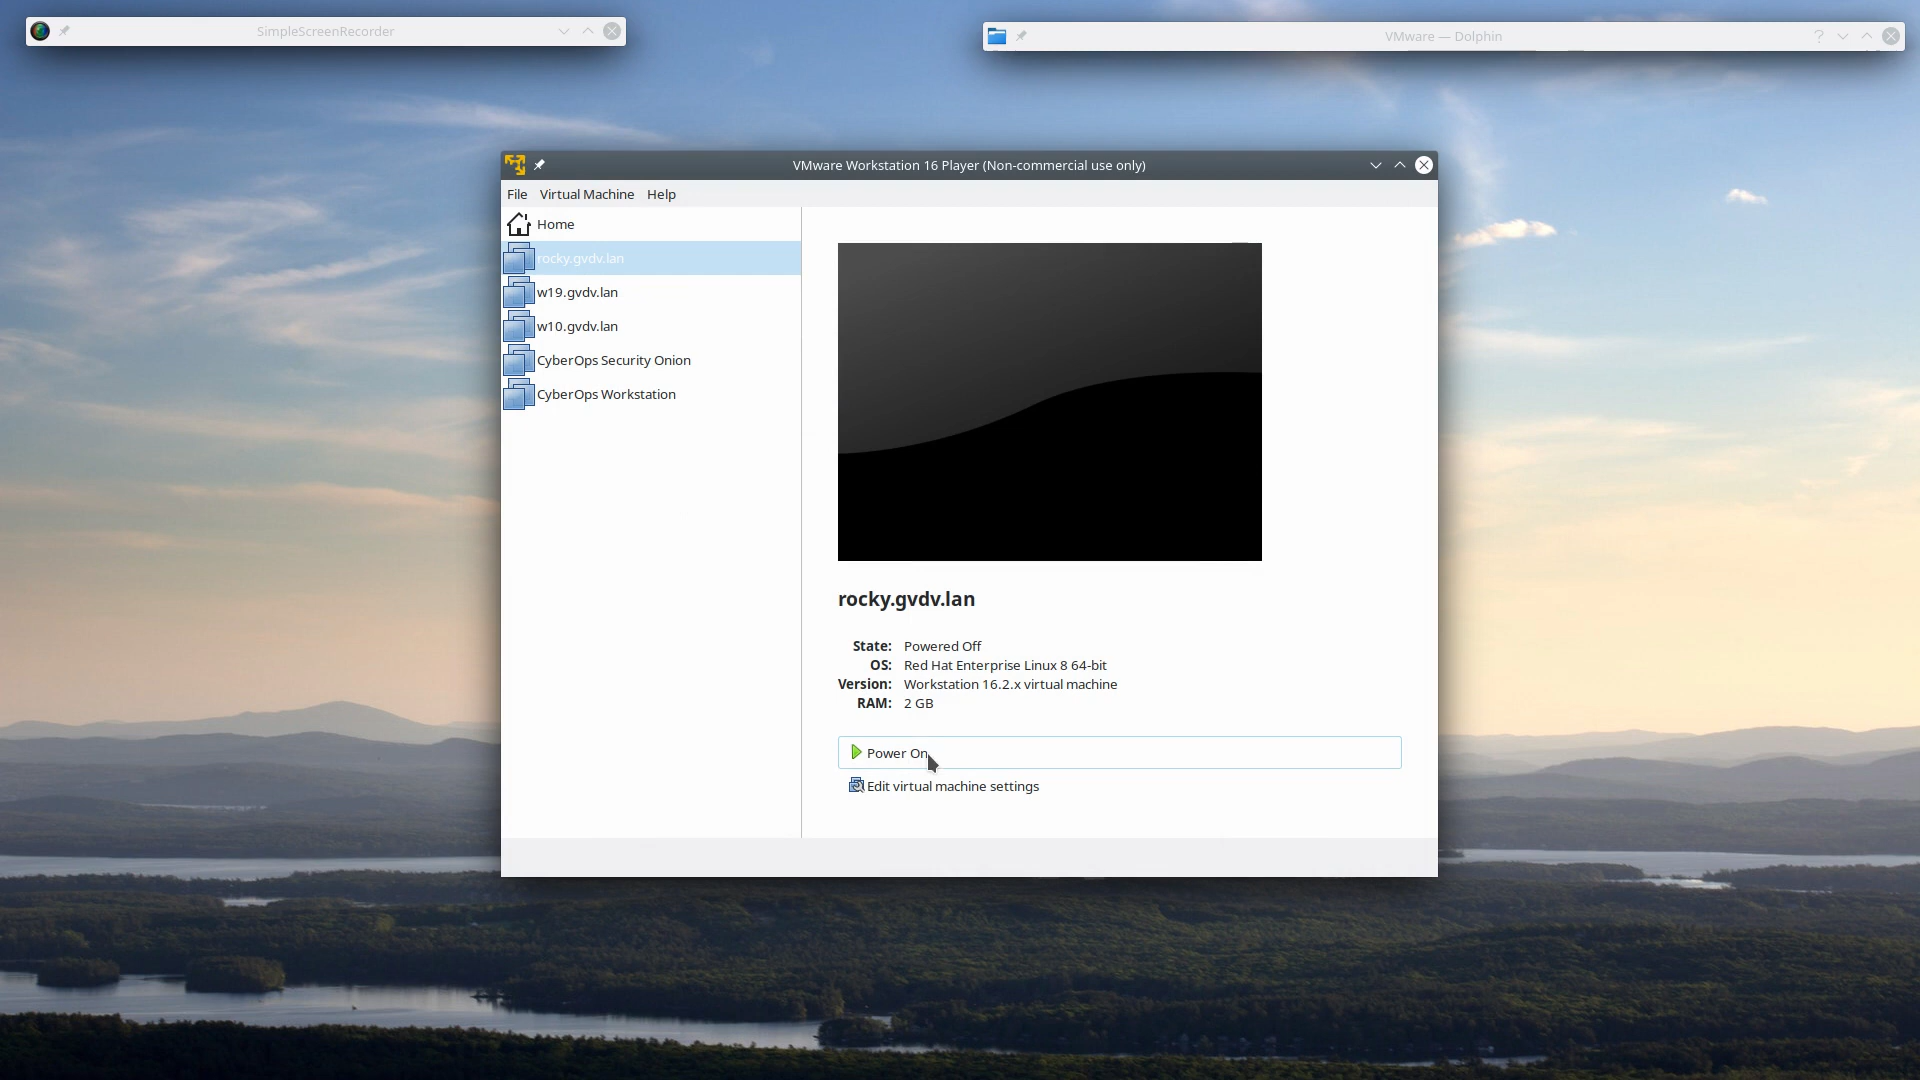 SimpleScreenRecorder
VMware — Dolphin
?
VMware Workstation 16 Player (Non-commercial use only)
File Virtual Machine Help
Home
rocky.gvdv.lan
w19.gvdv.lan
w10.gvdv.lan
CyberOps Security Onion
CyberOps Workstation
rocky.gvdv.lan
State: Powered Off
OS: Red Hat Enterprise Linux 8 64-bit
Version: Workstation 16.2.x virtual machine
RAM: 2 GB
Power On
Edit virtual machine settings